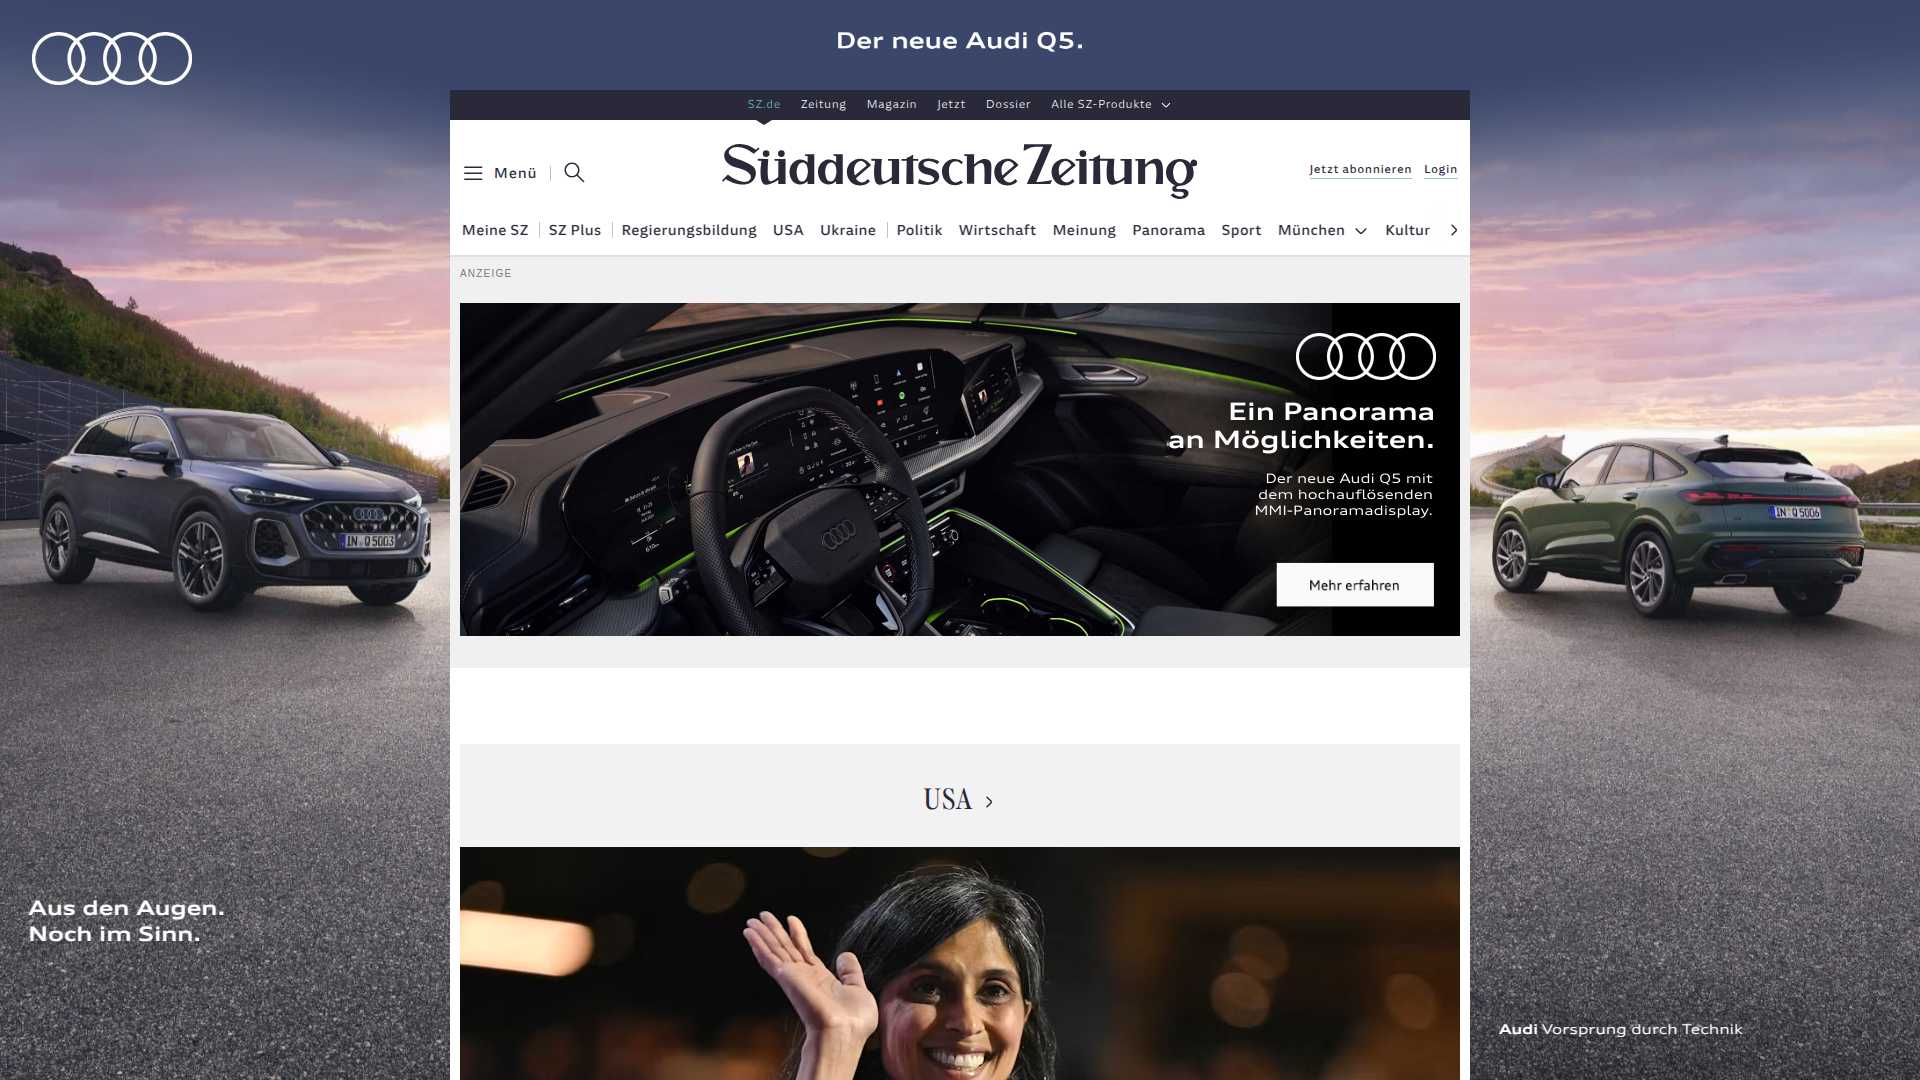 Der neue Audi Q5.
SZ.de Zeitung Magazin Jetzt Dossier Alle SZ-Produkte
Menü
Süddeutsche Zeitung
Jetzt abonnieren Login
Meine SZ SZ Plus Regierungsbildung USA Ukraine Politik Wirtschaft Meinung Panorama Sport München Kultur
ANZEIGE
Ein Panorama
an Möglichkeiten.
Der neue Audi Q5 mit
dem hochauflösenden
MMI-Panoramadisplay.
Mehr erfahren
IN Q 5003
IN Q 5006
USA
Aus den Augen.
Noch im Sinn.
Audi Vorsprung durch Technik